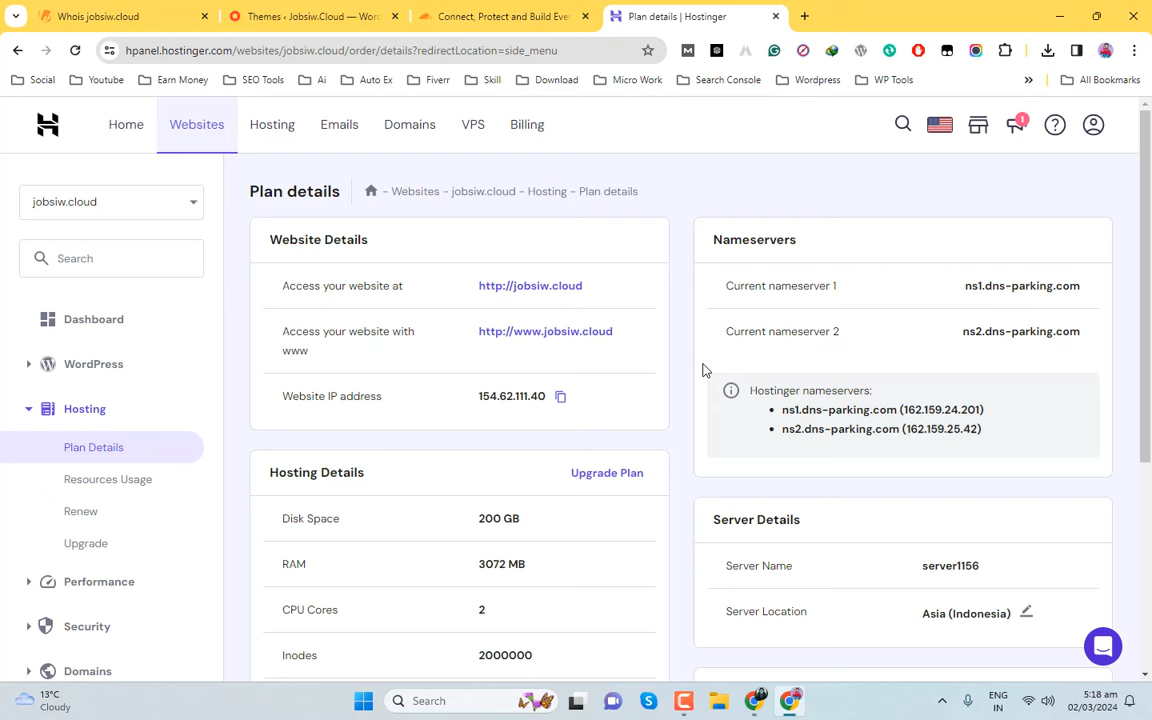 Whois jobsiw.cloud
Themes ‹ Jobsiw.Cloud — Wor
Connect, Protect and Build Ever
Plan details | Hostinger
hpanel.hostinger.com/websites/jobsiw.cloud/order/details?redirectLocation=side_menu
Social
Youtube
Earn Money
SEO Tools
Ai
Auto Ex
Fiverr
Skill
Download
Micro Work
Search Console
Wordpress
WP Tools
»
All Bookmarks
Home
Websites
Hosting
Emails
Domains
VPS
Billing
1
jobsiw.cloud
Search
Dashboard
WordPress
Hosting
Plan Details
Resources Usage
Renew
Upgrade
Performance
Security
Domains
Plan details
- Websites - jobsiw.cloud - Hosting - Plan details
Website Details
Access your website at http://jobsiw.cloud
Access your website with http://www.jobsiw.cloud
www
Website IP address 154.62.111.40
Hosting Details Upgrade Plan
Disk Space 200 GB
RAM 3072 MB
CPU Cores 2
Inodes 2000000
Nameservers
Current nameserver 1 ns1.dns-parking.com
Current nameserver 2 ns2.dns-parking.com
Hostinger nameservers:
• ns1.dns-parking.com (162.159.24.201)
• ns2.dns-parking.com (162.159.25.42)
Server Details
Server Name server1156
Server Location Asia (Indonesia)
13°C
Cloudy
Search
ENG
IN
5:18 am
02/03/2024